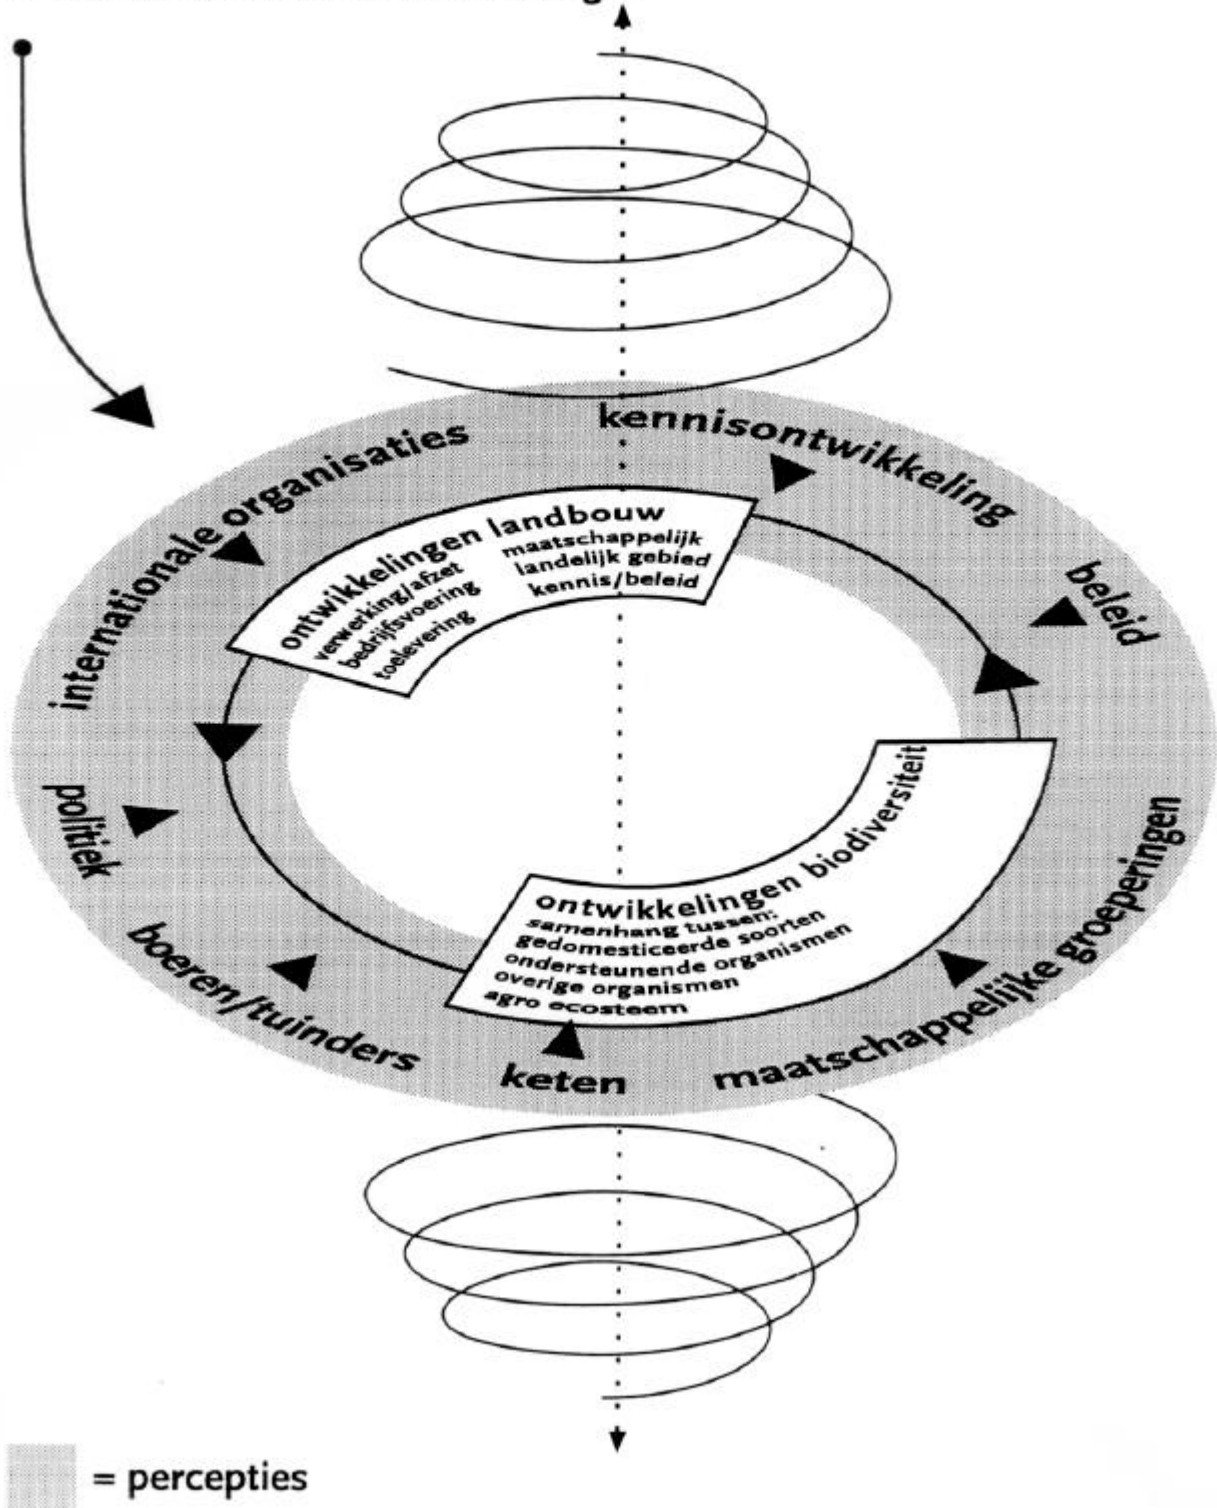 internationale organisaties
kennisontwikkeling
beleid
ontwikkelingen landbouw
verwerking/afzet
bedrijfsvoering
toelevering
maatschappelijk
landelijk gebied
kennis/beleid
politiek
boeren/tuinders
keten
maatschappelijke groeperingen
ontwikkelingen biodiversiteit
samenhang tussen:
gedomesticeerde soorten
ondersteunende organismen
overige organismen
agro ecosteem
= percepties